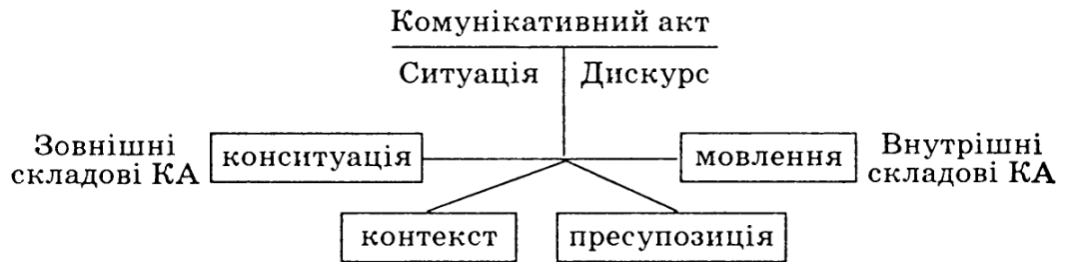 Комунікативний акт
Ситуація
Дискурс
Зовнішні
складові КА
конситуація
мовлення
Внутрішні
складові КА
контекст
пресупозиція